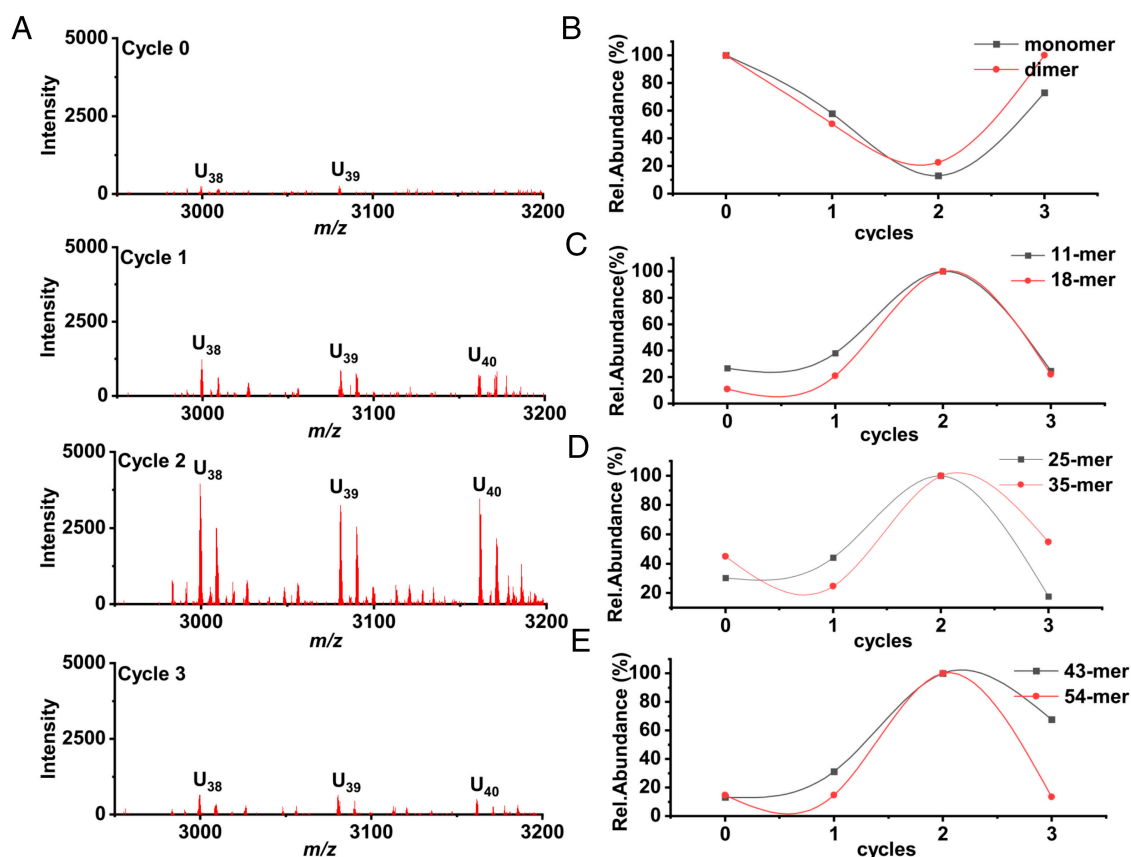 A
Cycle 0
Intensity
5000
2500
0
U38
U39
3000
3100
3200
m/z
Cycle 1
Intensity
5000
2500
0
U38
U39
U40
3000
3100
3200
m/z
Cycle 2
Intensity
5000
2500
0
U38
U39
U40
3000
3100
3200
m/z
Cycle 3
Intensity
5000
2500
0
U38
U39
U40
3000
3100
3200
m/z
B
Rel.Abundance (%)
100
80
60
40
20
0
monomer
dimer
0 1 2 3
cycles
C
Rel.Abundance(%)
100
80
60
40
20
0
11-mer
18-mer
0 1 2 3
cycles
D
Rel.Abundance (%)
100
80
60
40
20
25-mer
35-mer
0 1 2 3
cycles
E
Rel.Abundance (%)
100
80
60
40
20
0
43-mer
54-mer
0 1 2 3
cycles